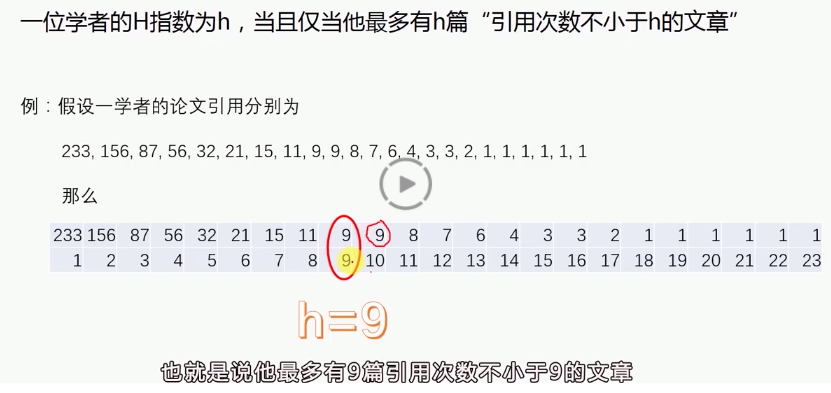 一位学者的H指数为h，当且仅当他最多有h篇“引用次数不小于h的文章”
例：假设一学者的论文引用分别为
233, 156, 87, 56, 32, 21, 15, 11, 9, 9, 8, 7, 6, 4, 3, 3, 2, 1, 1, 1, 1, 1, 1
那么
233 156 87 56 32 21 15 11 9 9 8 7 6 4 3 3 2 1 1 1 1 1 1
1 2 3 4 5 6 7 8 9 10 11 12 13 14 15 16 17 18 19 20 21 22 23
h=9
也就是说他最多有9篇引用次数不小于9的文章